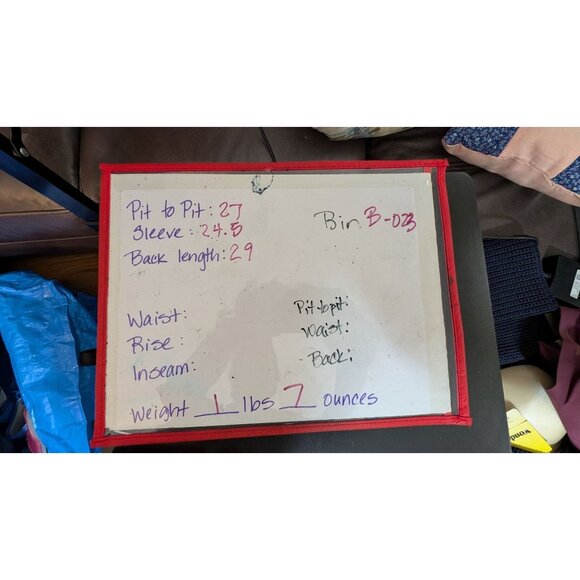 Pit to Pit: 27
Sleeve: 24.5
Back length: 29
Bin B-023
Waist:
Rise:
Inseam:
Pit to pit:
Waist:
Back:
Weight 1 lbs 7 ounces